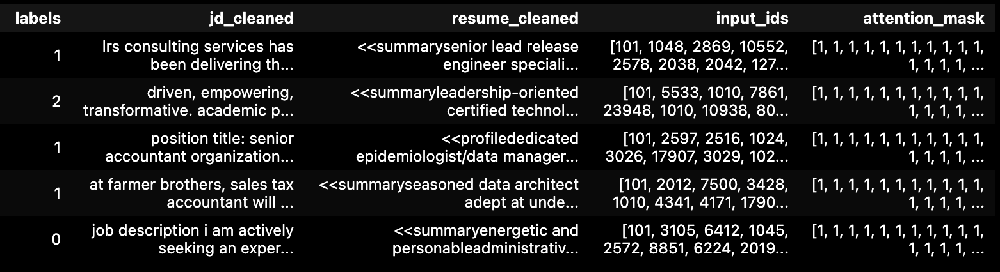 labels jd_cleaned resume_cleaned input_ids attention_mask
1 lrs consulting services has been delivering th... <<summarysenior lead release engineer speciali... [101, 1048, 2869, 10552, 2578, 2038, 2042, 127... [1, 1, 1, 1, 1, 1, 1, 1, 1, 1, 1, 1, 1, 1, 1, ...
2 driven, empowering, transformative. academic p... <<summaryleadership-oriented certified technol... [101, 5533, 1010, 7861, 23948, 1010, 10938, 80... [1, 1, 1, 1, 1, 1, 1, 1, 1, 1, 1, 1, 1, 1, 1, ...
1 position title: senior accountant organization... <<profilededicated epidemiologist/data manager... [101, 2597, 2516, 1024, 3026, 17907, 3029, 102... [1, 1, 1, 1, 1, 1, 1, 1, 1, 1, 1, 1, 1, 1, 1, ...
1 at farmer brothers, sales tax accountant will ... <<summaryseasoned data architect adept at unde... [101, 2012, 7500, 3428, 1010, 4341, 4171, 1790... [1, 1, 1, 1, 1, 1, 1, 1, 1, 1, 1, 1, 1, 1, 1, ...
0 job description i am actively seeking an exper... <<summaryenergetic and personableadministrativ... [101, 3105, 6412, 1045, 2572, 8851, 6224, 2019... [1, 1, 1, 1, 1, 1, 1, 1, 1, 1, 1, 1, 1, 1, 1, ...